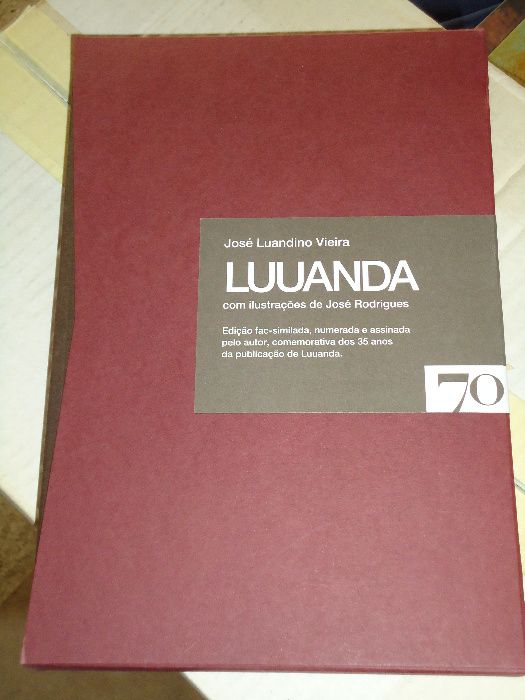 José Luandino Vieira
LUUANDA
com ilustrações de José Rodrigues
Edição fac-similada, numerada e assinada
pelo autor, comemorativa dos 35 anos
da publicação de Luuanda.
70